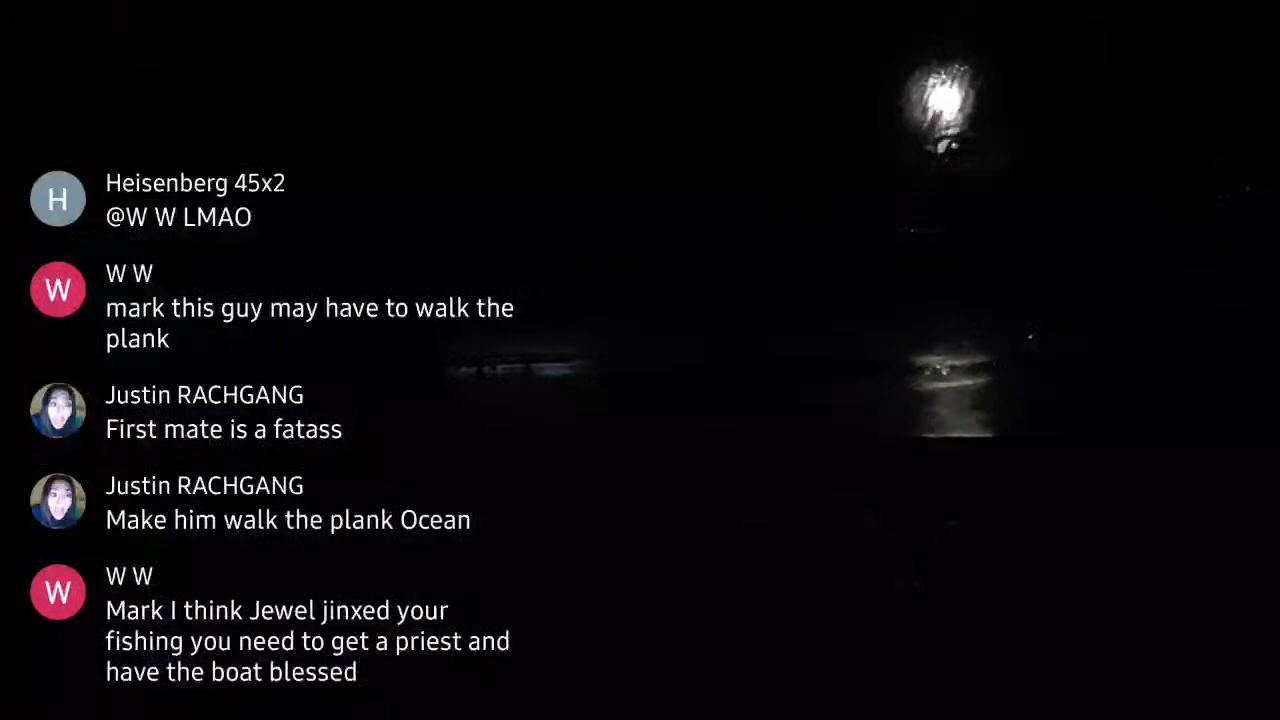 H
Heisenberg 45x2
@W W LMAO
W
W W
mark this guy may have to walk the
plank
Justin RACHGANG
First mate is a fatass
Justin RACHGANG
Make him walk the plank Ocean
W
W W
Mark I think Jewel jinxed your
fishing you need to get a priest and
have the boat blessed